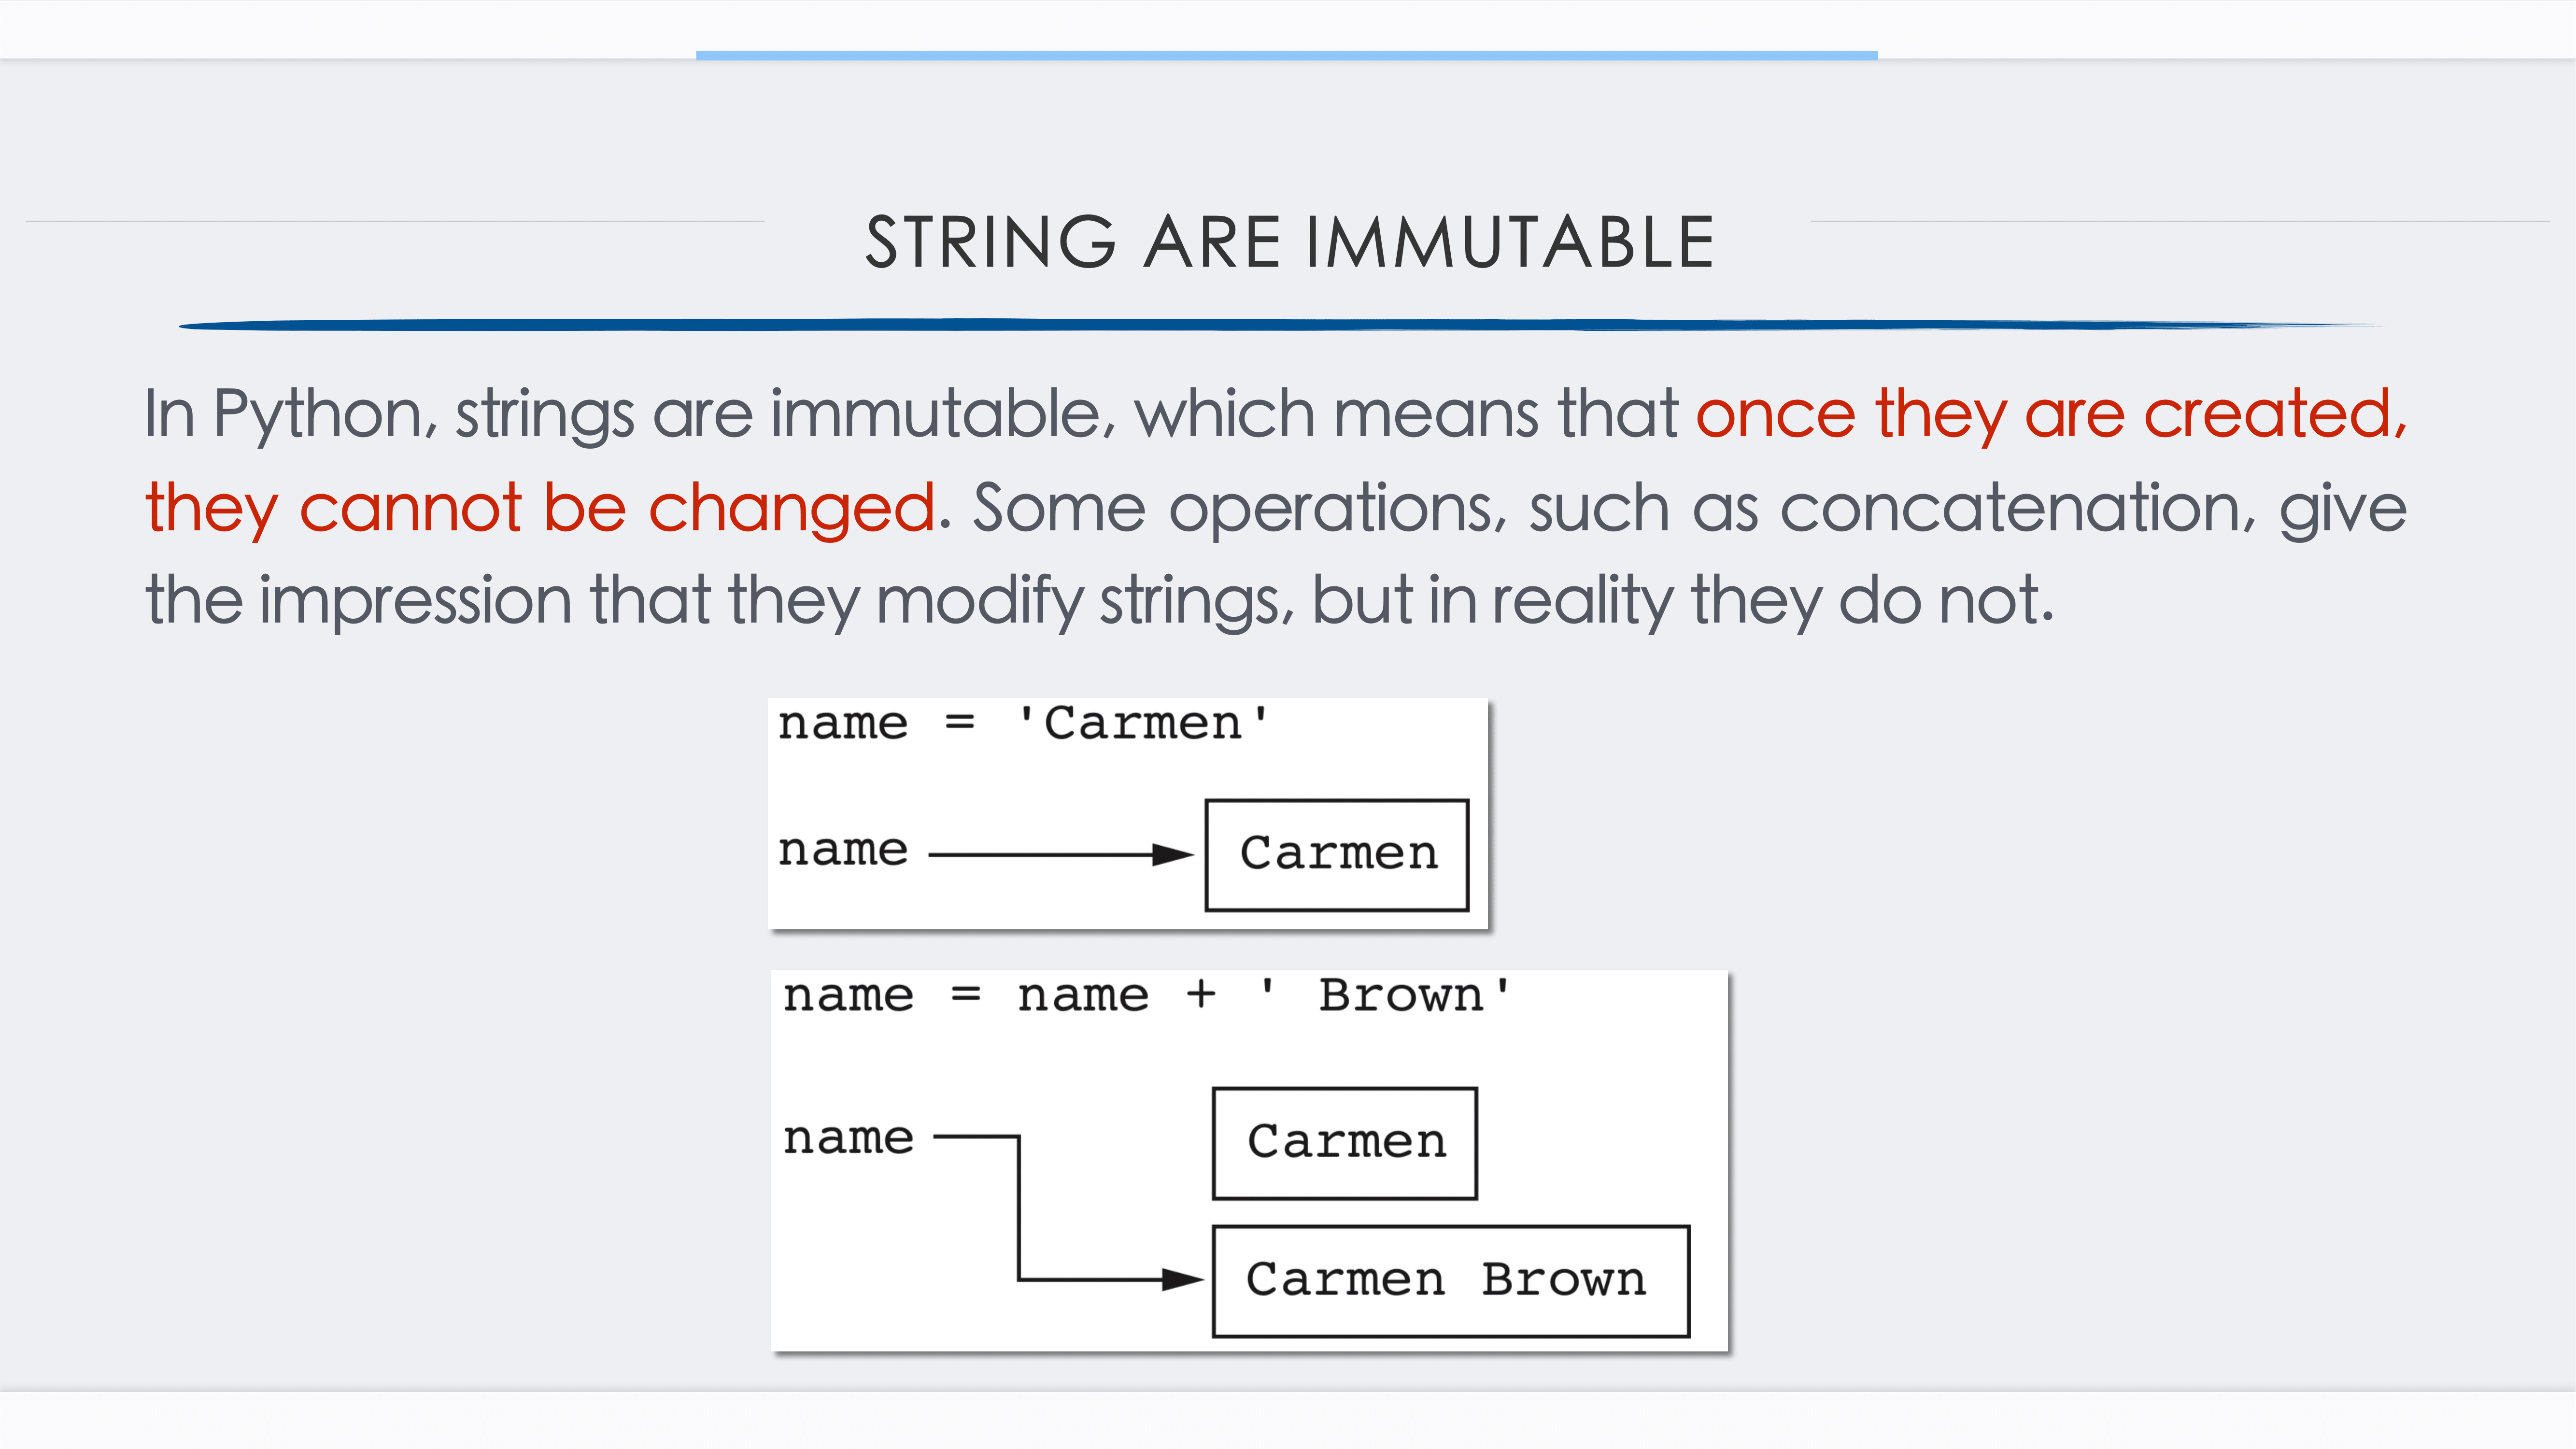 STRING ARE IMMUTABLE
In Python, strings are immutable, which means that once they are created,
they cannot be changed. Some operations, such as concatenation, give
the impression that they modify strings, but in reality they do not.
name = 'Carmen'
name
Carmen
name = name + ' Brown'
name
Carmen
Carmen Brown